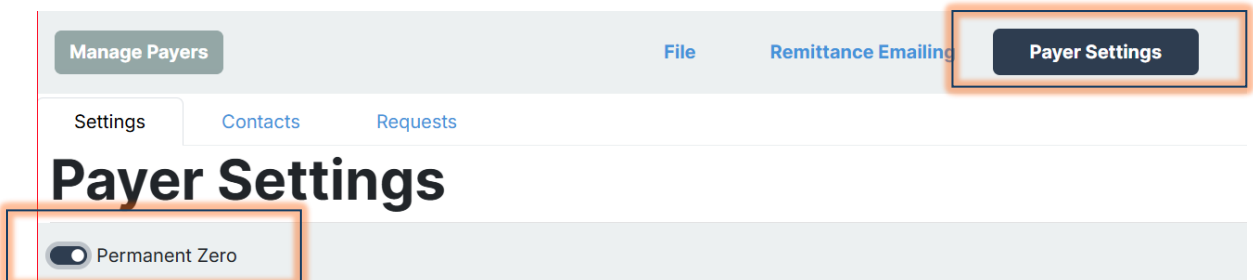 Manage Payers File Remittance Emailing Payer Settings
Settings Contacts Requests
Payer Settings
Permanent Zero